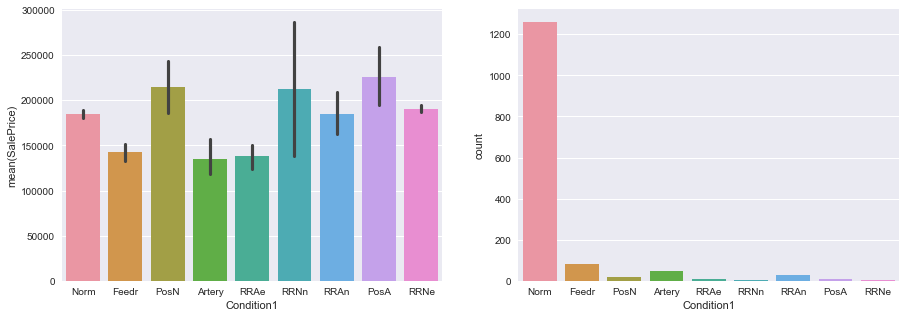 300000
250000
200000
150000
100000
50000
0
mean(SalePrice)
Norm Feedr PosN Artery RRAe RRNn RRAn PosA RRNe
Condition1
1200
1000
800
600
400
200
0
count
Norm Feedr PosN Artery RRAe RRNn RRAn PosA RRNe
Condition1